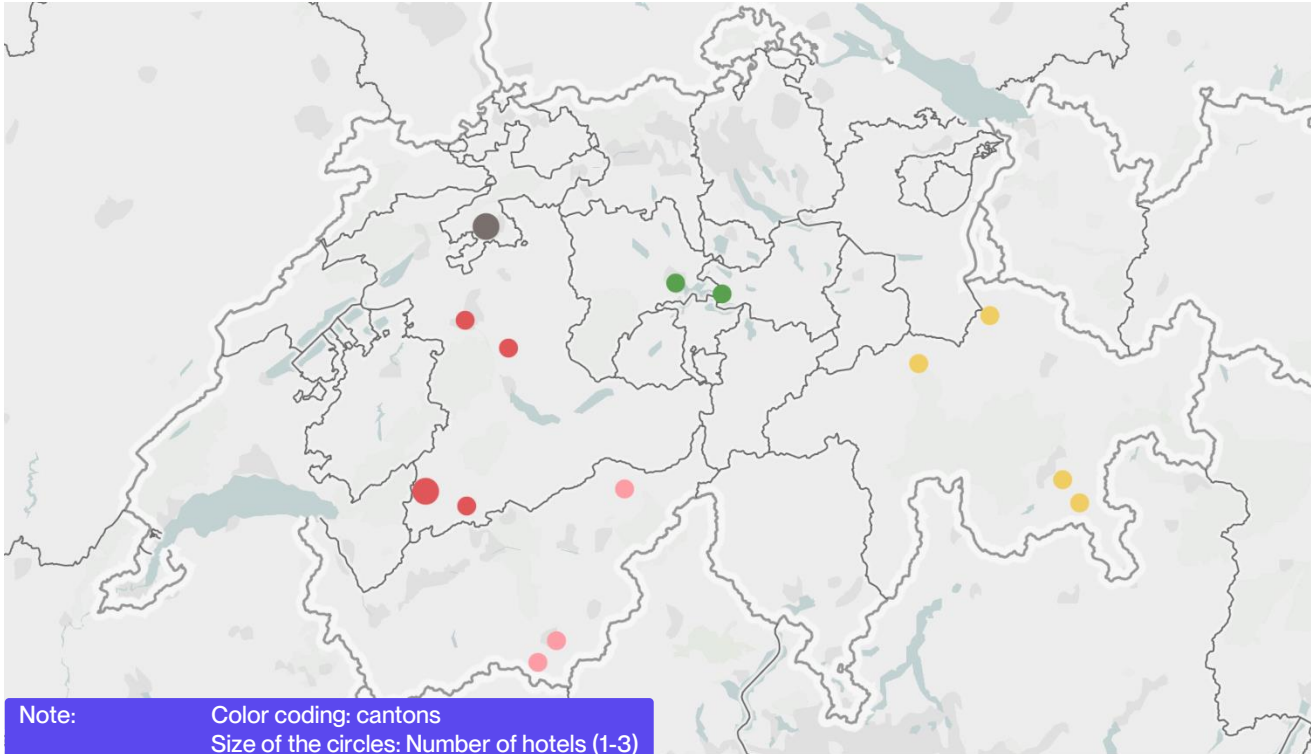 Note: Color coding: cantons
Size of the circles: Number of hotels (1-3)